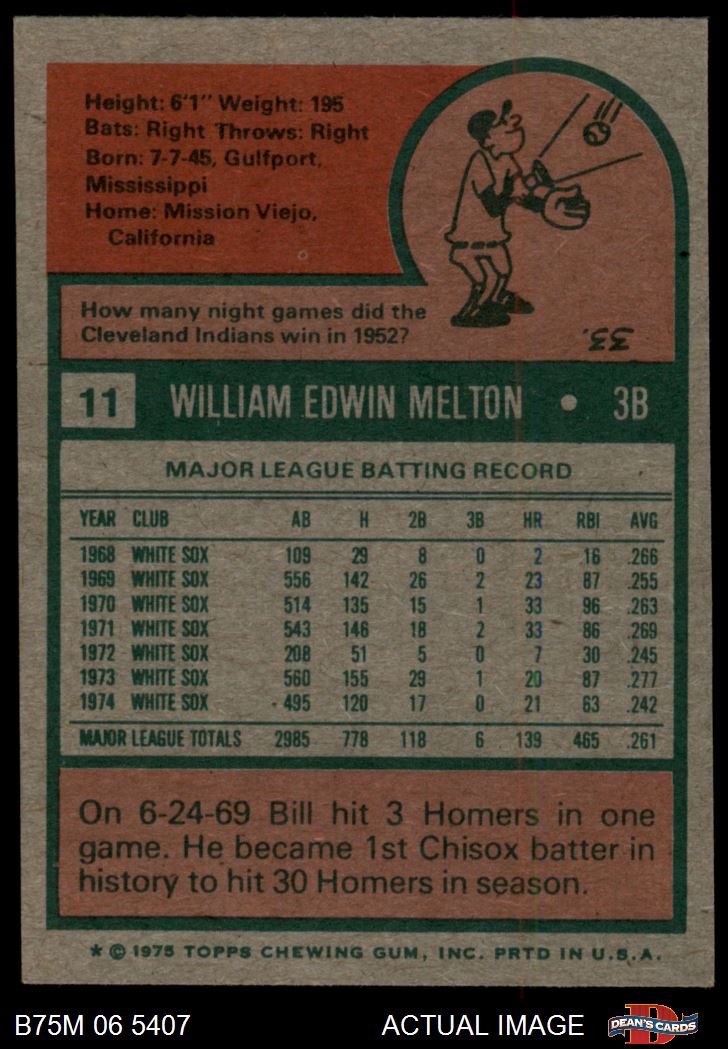 Height: 6'1" Weight: 195
Bats: Right Throws: Right
Born: 7-7-45, Gulfport,
Mississippi
Home: Mission Viejo,
California
How many night games did the
Cleveland Indians win in 1952?
33.
11 WILLIAM EDWIN MELTON • 3B
MAJOR LEAGUE BATTING RECORD
YEAR CLUB AB H 2B 3B HR RBI AVG
1968 WHITE SOX 109 29 8 0 2 16 .266
1969 WHITE SOX 556 142 26 2 23 87 .255
1970 WHITE SOX 514 135 15 1 33 96 .263
1971 WHITE SOX 543 146 18 2 33 86 .269
1972 WHITE SOX 208 51 5 0 7 30 .245
1973 WHITE SOX 560 155 29 1 20 87 .277
1974 WHITE SOX 495 120 17 0 21 63 .242
MAJOR LEAGUE TOTALS 2985 778 118 6 139 465 .261
On 6-24-69 Bill hit 3 Homers in one
game. He became 1st Chisox batter in
history to hit 30 Homers in season.
* © 1975 TOPPS CHEWING GUM, INC. PRTD IN U.S.A.
B75M 06 5407 ACTUAL IMAGE D DEAN'S CARDS